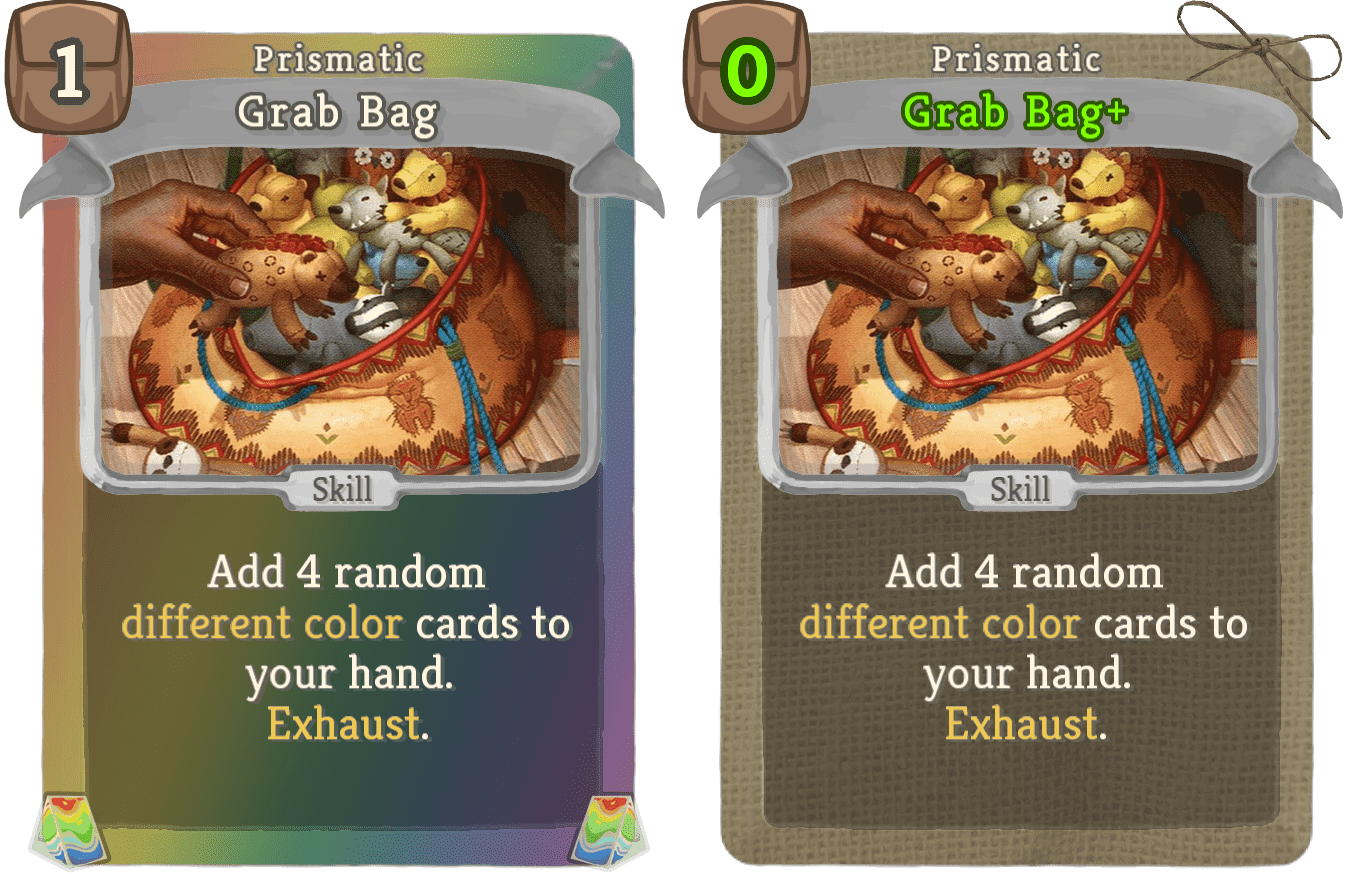 1
Prismatic
Grab Bag
Skill
Add 4 random
different color cards to
your hand.
Exhaust.
0
Prismatic
Grab Bag+
Skill
Add 4 random
different color cards to
your hand.
Exhaust.